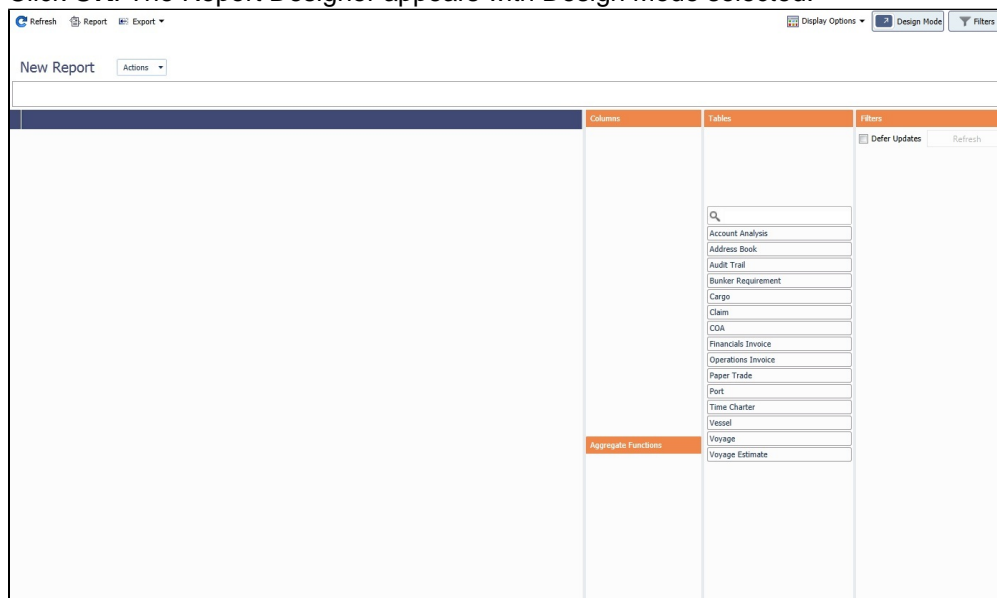 Click OK. The Report Designer appears with Design Mode selected.
Refresh Report Export Display Options Design Mode Filters
New Report Actions
Columns Tables Filters
Defer Updates Refresh
Account Analysis
Address Book
Audit Trail
Bunker Requirement
Cargo
Claim
COA
Financials Invoice
Operations Invoice
Paper Trade
Port
Time Charter
Vessel
Voyage
Aggregate Functions
Voyage Estimate